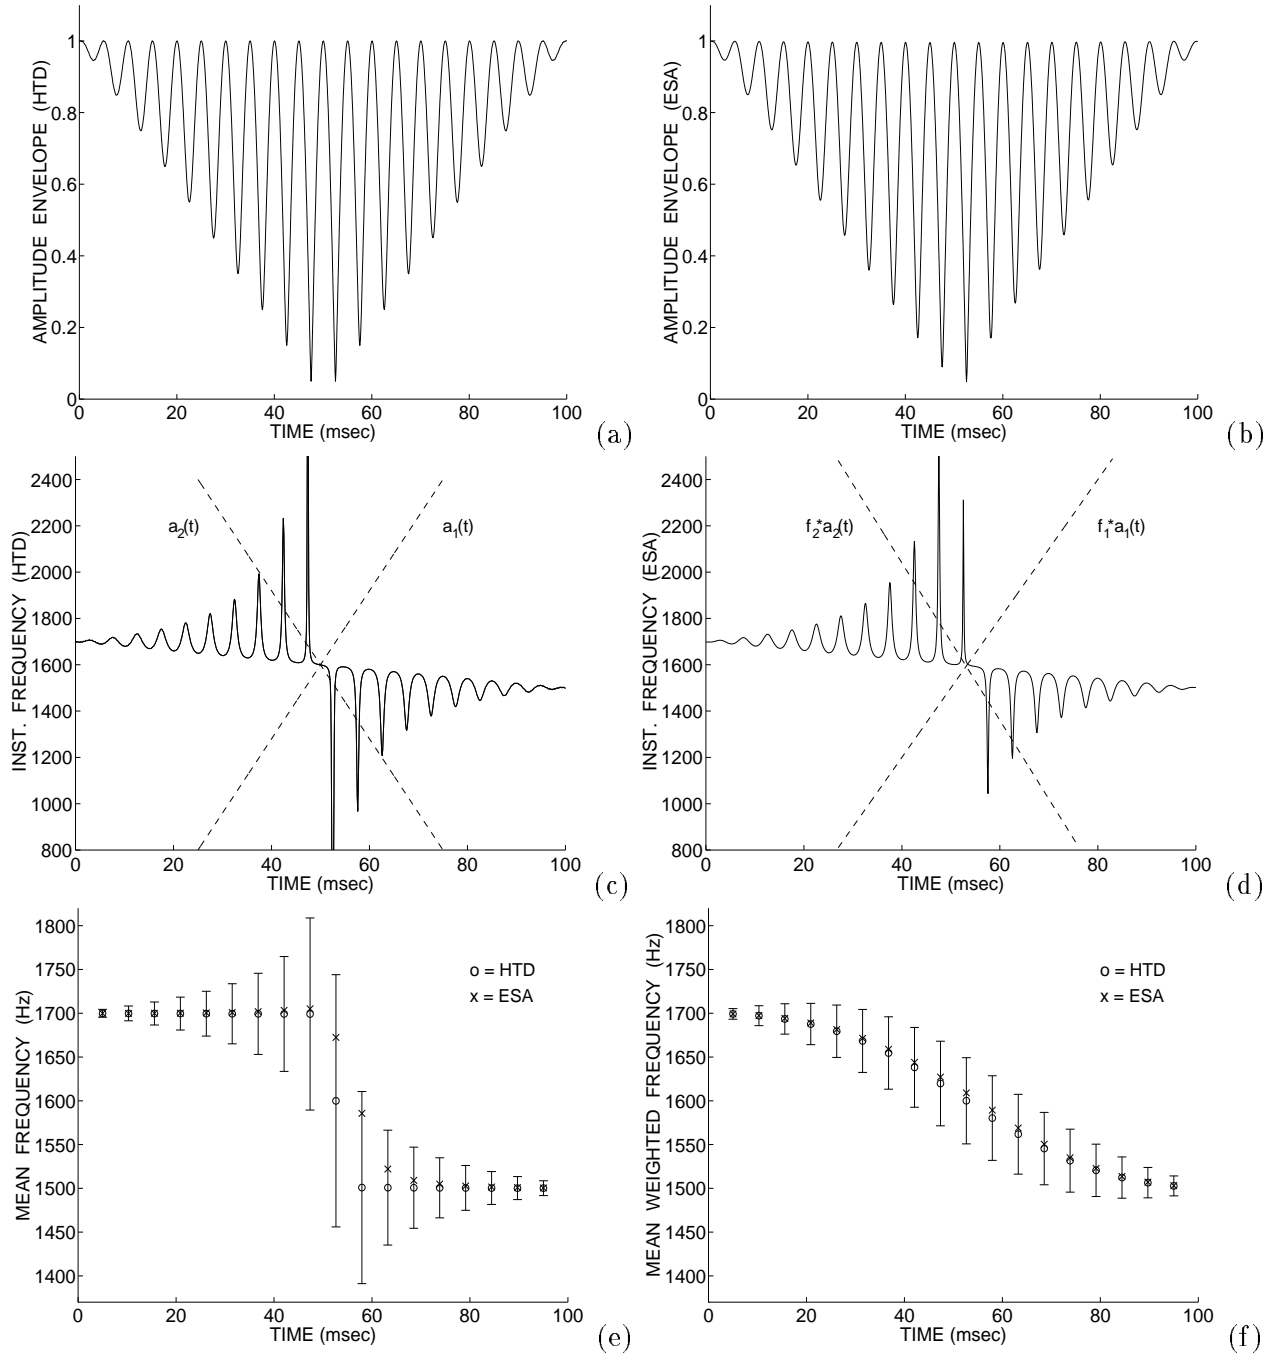 AMPLITUDE ENVELOPE (HTD)
1
0.8
0.6
0.4
0.2
0
0 20 40 60 80 100
TIME (msec)
(a)
AMPLITUDE ENVELOPE (ESA)
1
0.8
0.6
0.4
0.2
0
0 20 40 60 80 100
TIME (msec)
(b)
INST. FREQUENCY (HTD)
2400
2200
2000
1800
1600
1400
1200
1000
800
a2(t)
a1(t)
0 20 40 60 80 100
TIME (msec)
(c)
INST. FREQUENCY (ESA)
2400
2200
2000
1800
1600
1400
1200
1000
800
f2*a2(t)
f1*a1(t)
0 20 40 60 80 100
TIME (msec)
(d)
MEAN FREQUENCY (Hz)
1800
1750
1700
1650
1600
1550
1500
1450
1400
o = HTD
x = ESA
0 20 40 60 80 100
TIME (msec)
(e)
MEAN WEIGHTED FREQUENCY (Hz)
1800
1750
1700
1650
1600
1550
1500
1450
1400
o = HTD
x = ESA
0 20 40 60 80 100
TIME (msec)
(f)